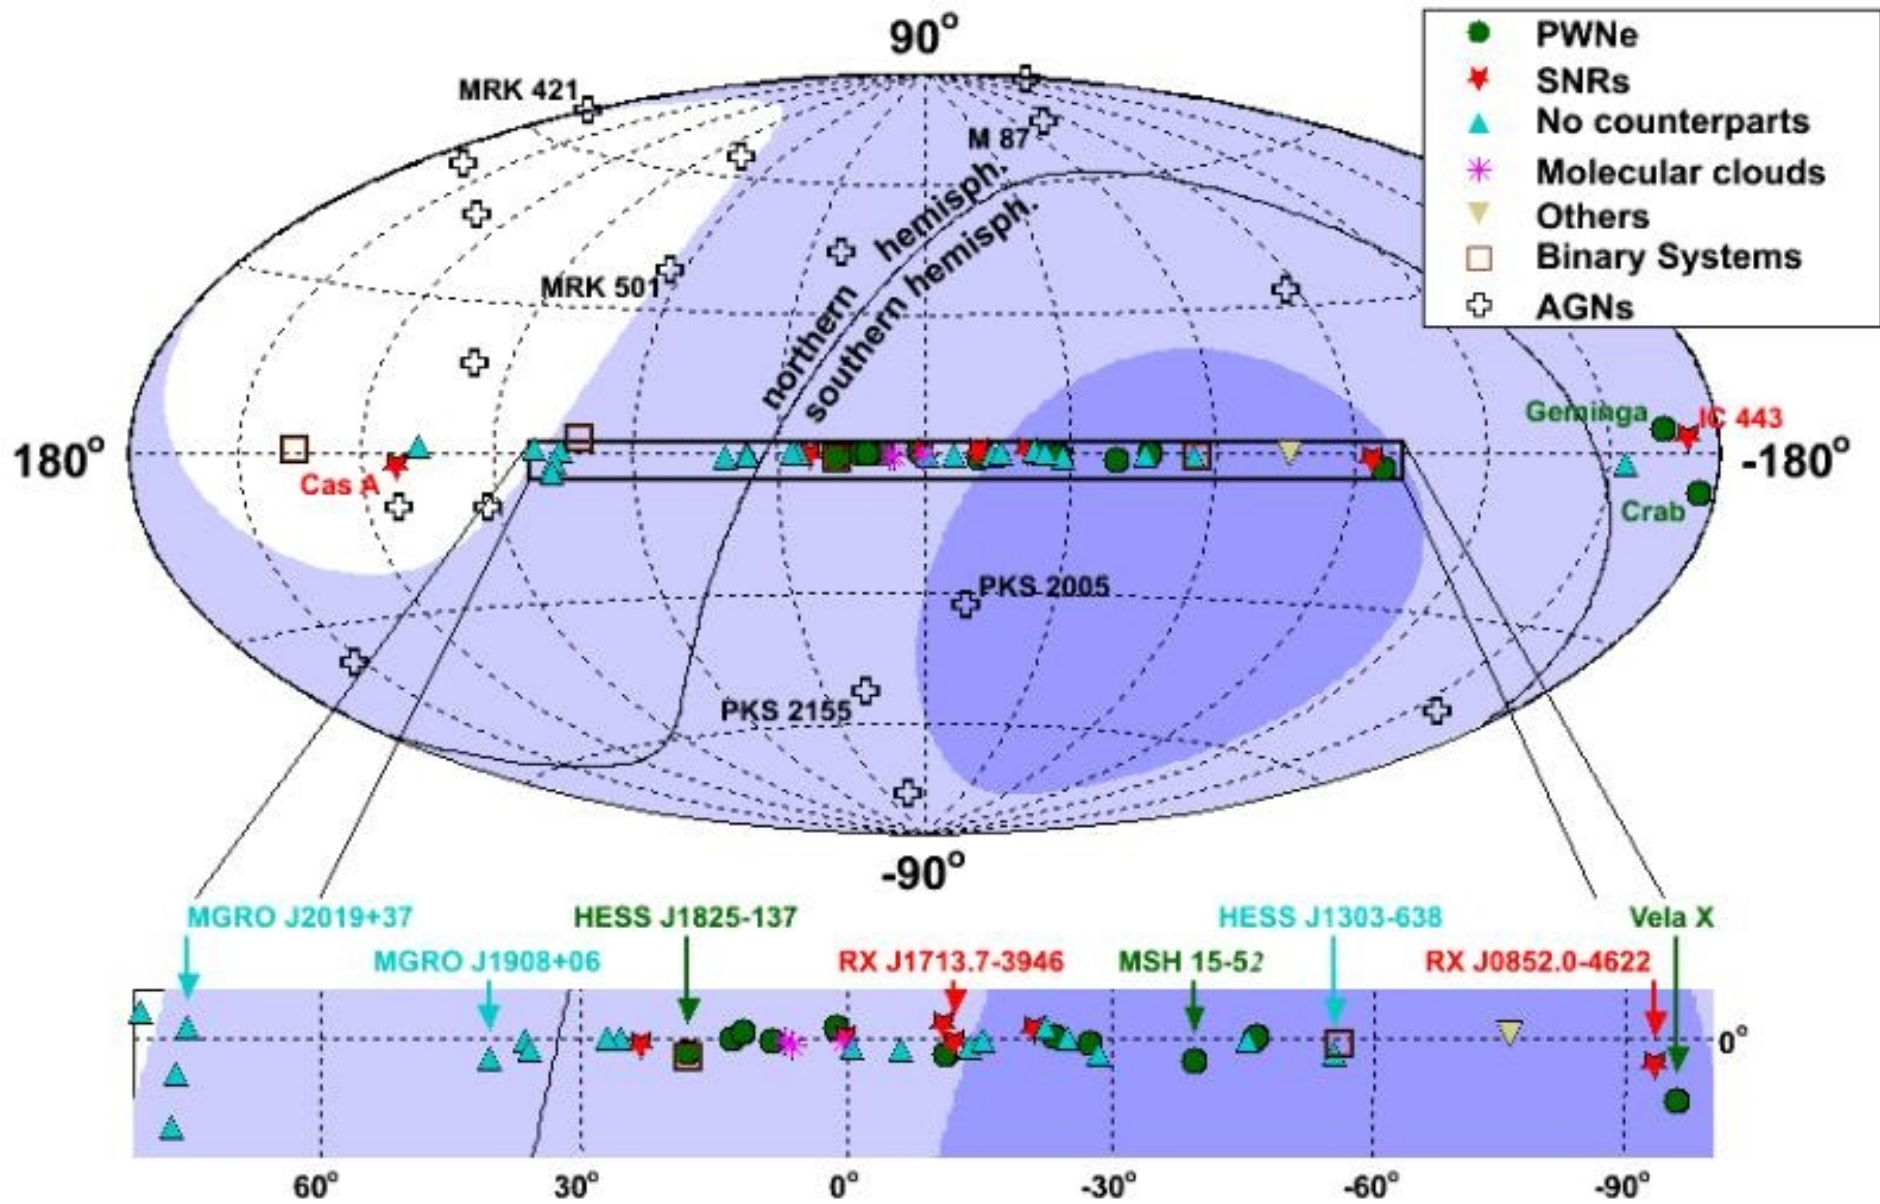 90°
PWNe
SNRs
No counterparts
Molecular clouds
Others
Binary Systems
AGNs
MRK 421
M 87
MRK 501
northern hemisph.
southern hemisph.
180°
-180°
Cas A
Geminga
IC 443
Crab
PKS 2005
PKS 2155
-90°
MGRO J2019+37
HESS J1825-137
HESS J1303-638
Vela X
MGRO J1908+06
RX J1713.7-3946
MSH 15-52
RX J0852.0-4622
0°
60°
30°
0°
-30°
-60°
-90°